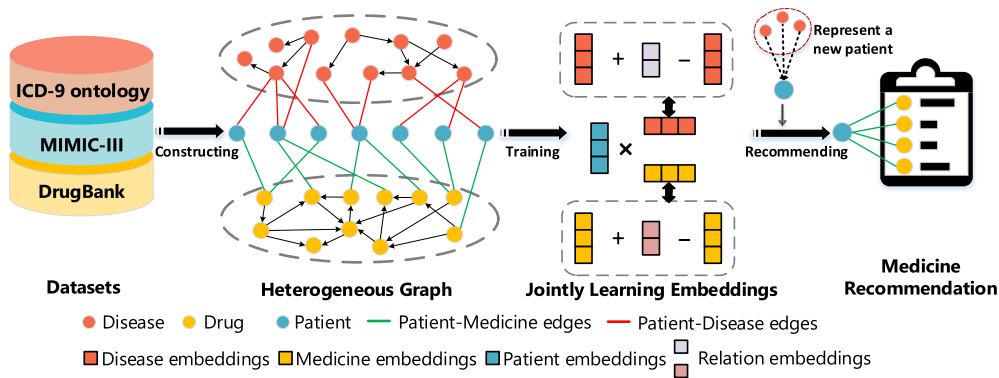 ICD-9 ontology
MIMIC-III
DrugBank
Datasets
Constructing
Heterogeneous Graph
Training
+
−
×
+
−
Jointly Learning Embeddings
Represent a
new patient
Recommending
Medicine
Recommendation
Disease Drug Patient Patient-Medicine edges Patient-Disease edges
Disease embeddings Medicine embeddings Patient embeddings Relation embeddings